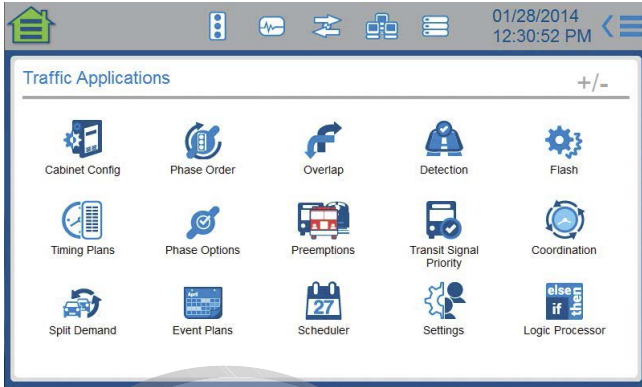 01/28/2014
12:30:52 PM
Traffic Applications
+/-
Cabinet Config
Phase Order
Overlap
Detection
Flash
Timing Plans
Phase Options
Preemptions
Transit Signal
Priority
Coordination
April
27
else
if
then
Split Demand
Event Plans
Scheduler
Settings
Logic Processor